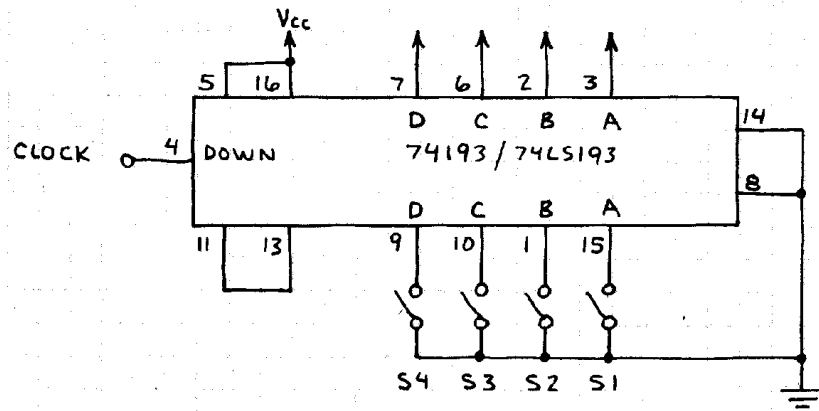 Vcc
5 16 7 6 2 3
D C B A 14
CLOCK 4 DOWN 74193/74LS193
8
D C B A
11 13 9 10 1 15
S4 S3 S2 S1